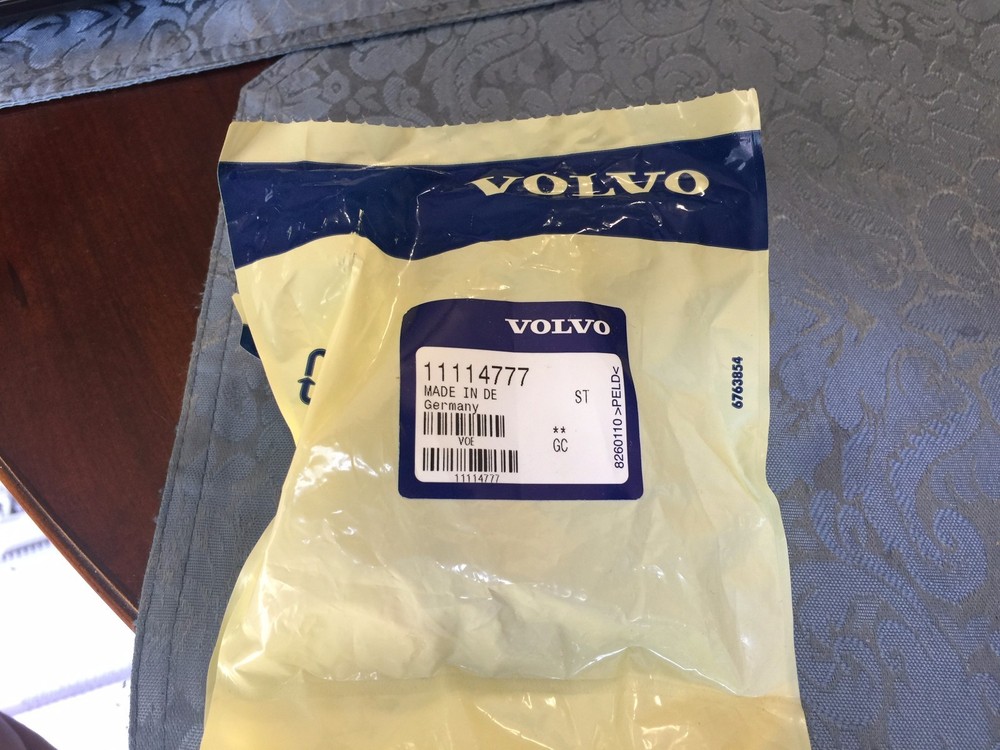 VOLVO
VOLVO
11114777
MADE IN DE
Germany
ST
VOE
**
GC
11114777
8260110 >PELD<
6763854